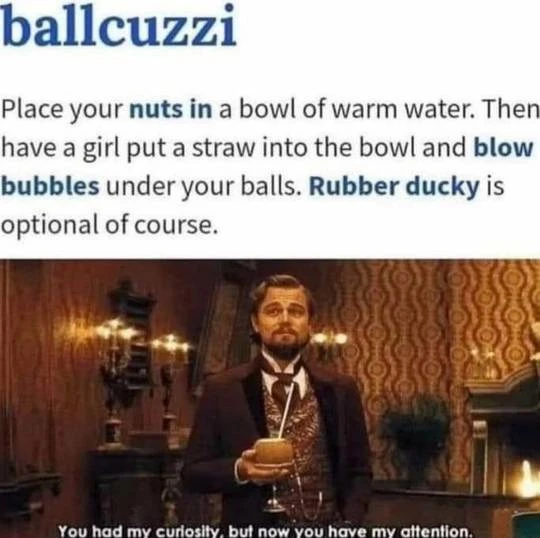 ballcuzzi
Place your nuts in a bowl of warm water. Then
have a girl put a straw into the bowl and blow
bubbles under your balls. Rubber ducky is
optional of course.
You had my curiosity, but now you have my attention.